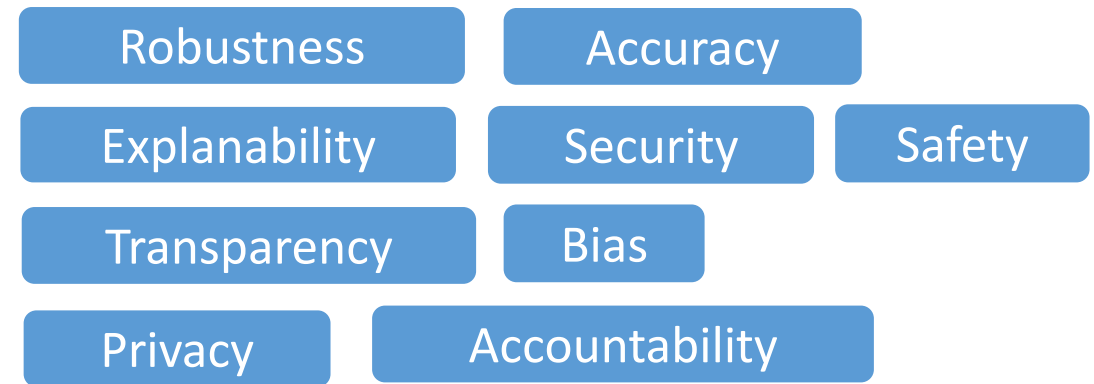 Robustness Accuracy
Explanability Security Safety
Transparency Bias
Privacy Accountability